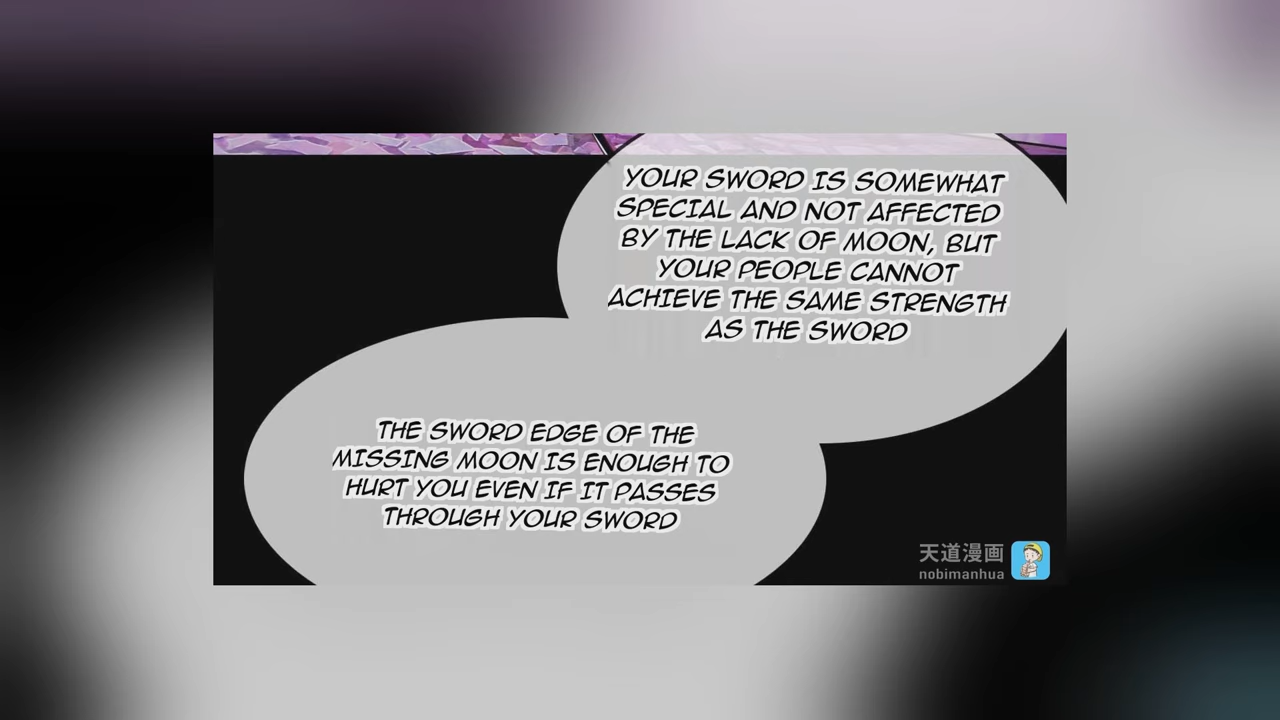 YOUR SWORD IS SOMEWHAT
SPECIAL AND NOT AFFECTED
BY THE LACK OF MOON, BUT
YOUR PEOPLE CANNOT
ACHIEVE THE SAME STRENGTH
AS THE SWORD
THE SWORD EDGE OF THE
MISSING MOON IS ENOUGH TO
HURT YOU EVEN IF IT PASSES
THROUGH YOUR SWORD
天道漫画
nobimanhua